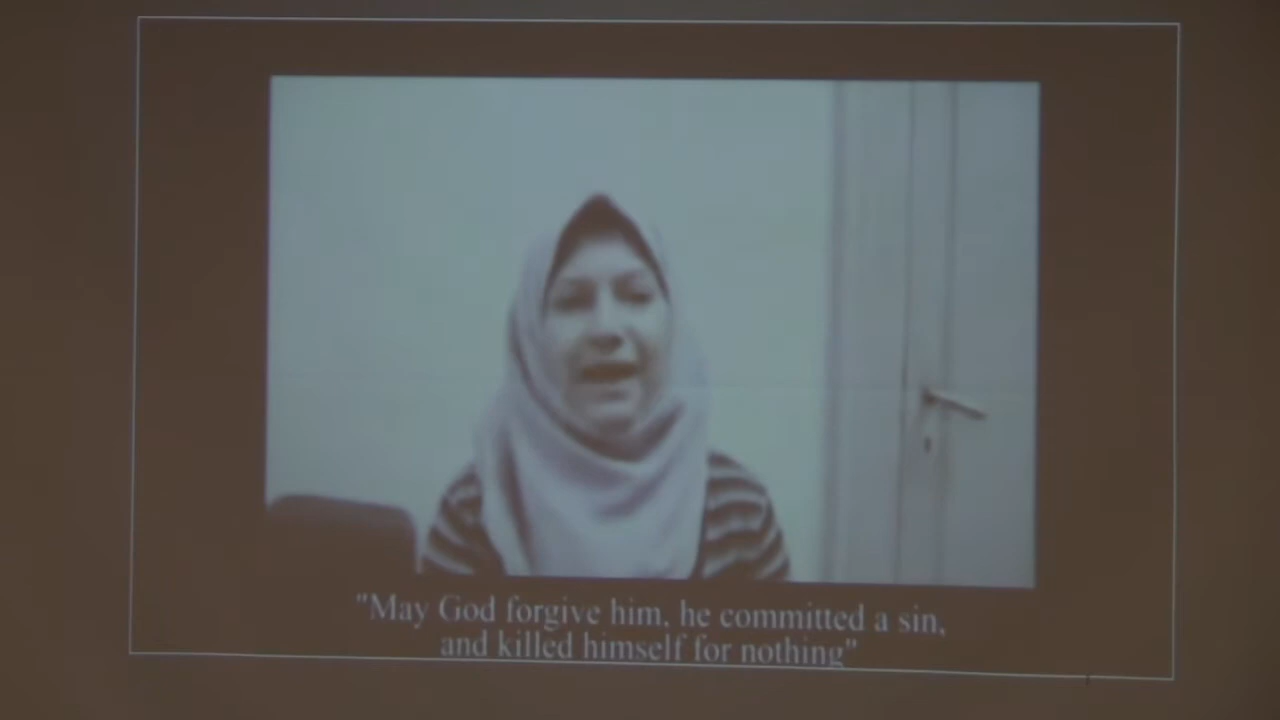 "May God forgive him, he committed a sin,
and killed himself for nothing"